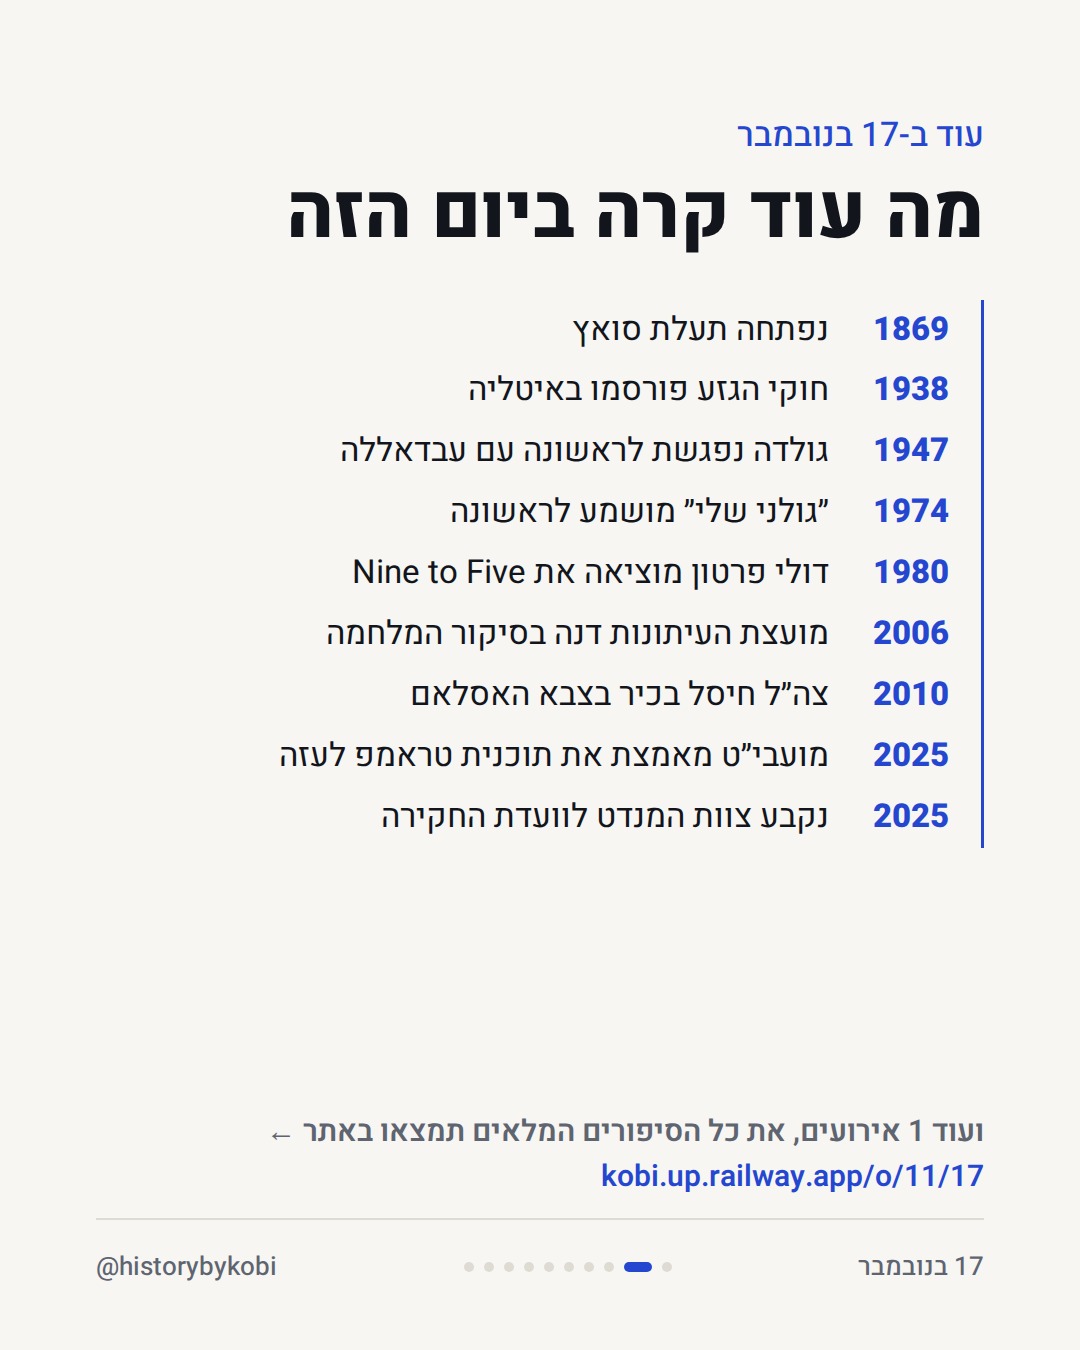 עוד ב-17 בנובמבר
מה עוד קרה ביום הזה
1869 נפתחה תעלת סואץ
1938 חוקי הגזע פורסמו באיטליה
1947 גולדה נפגשת לראשונה עם עבדאללה
1974 "גולני שלי" מושמע לראשונה
1980 דולי פרטון מוציאה את Nine to Five
2006 מועצת העיתונות דנה בסיקור המלחמה
2010 צה"ל חיסל בכיר בצבא האסלאם
2025 מועבי"ט מאמצת את תוכנית טראמפ לעזה
2025 נקבע צוות המנדט לוועדת החקירה
ועוד 1 אירועים, את כל הסיפורים המלאים תמצאו באתר ←
kobi.up.railway.app/o/11/17
17 בנובמבר
@historybykobi